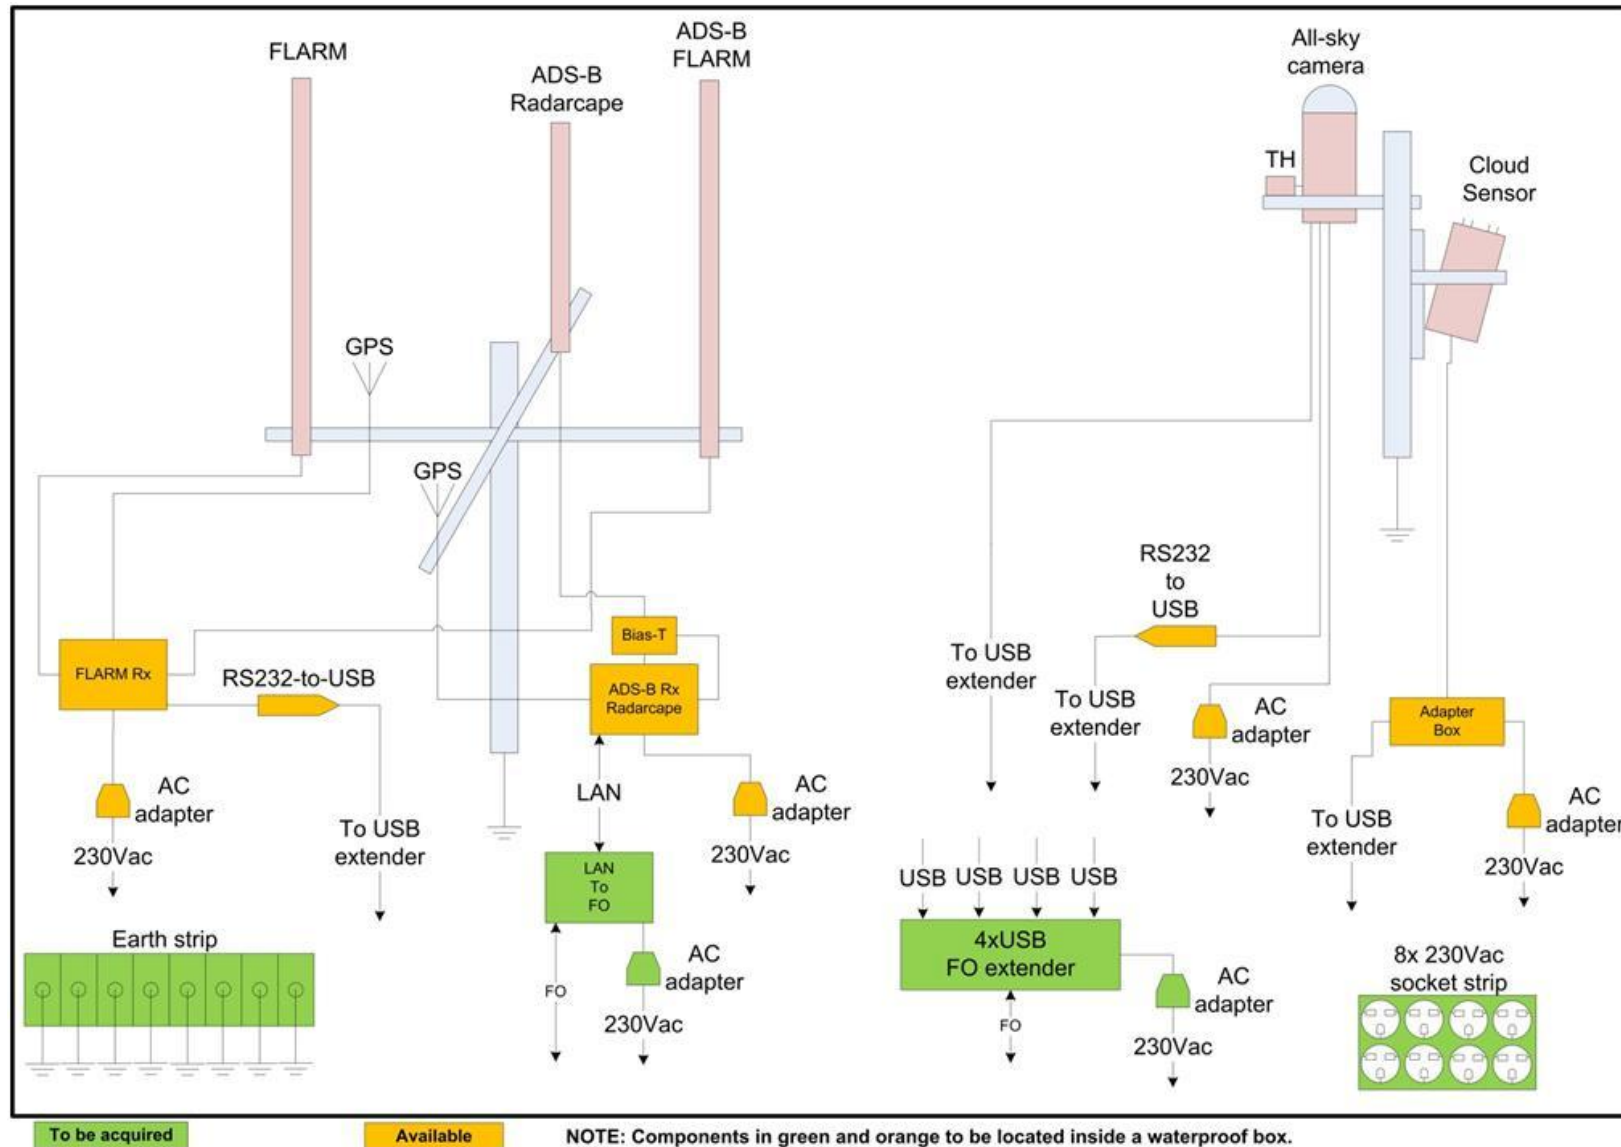 FLARM
ADS-B
Radarcape
ADS-B
FLARM
All-sky
camera
TH
Cloud
Sensor
GPS
GPS
RS232
to
USB
Bias-T
FLARM Rx
RS232-to-USB
ADS-B Rx
Radarcape
To USB
extender
To USB
extender
AC
adapter
230Vac
Adapter
Box
AC
adapter
230Vac
To USB
extender
LAN
AC
adapter
230Vac
To USB
extender
AC
adapter
230Vac
LAN
To
FO
USB
USB
USB
USB
Earth strip
FO
AC
adapter
230Vac
4xUSB
FO extender
FO
AC
adapter
230Vac
8x 230Vac
socket strip
To be acquired
Available
NOTE: Components in green and orange to be located inside a waterproof box.